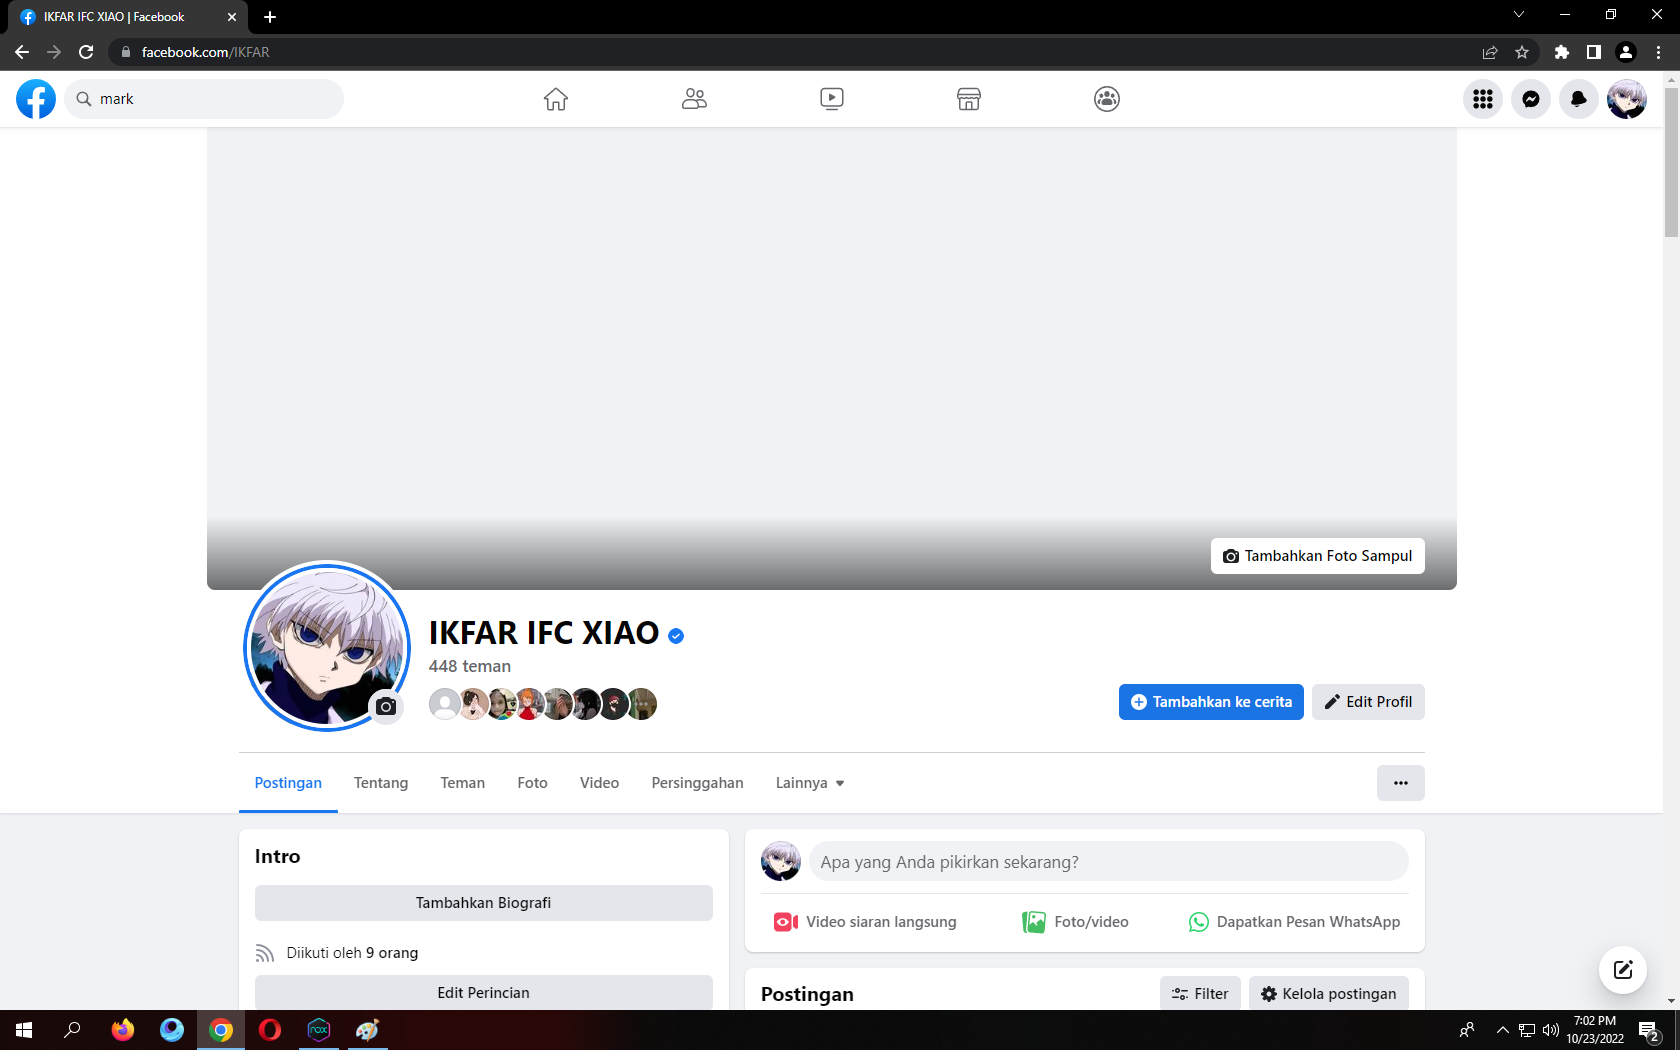 IKFAR IFC XIAO | Facebook
facebook.com/IKFAR
mark
Tambahkan Foto Sampul
IKFAR IFC XIAO
448 teman
Tambahkan ke cerita
Edit Profil
Postingan Tentang Teman Foto Video Persinggahan Lainnya
Intro
Tambahkan Biografi
Diikuti oleh 9 orang
Edit Perincian
Apa yang Anda pikirkan sekarang?
Video siaran langsung Foto/video Dapatkan Pesan WhatsApp
Postingan Filter Kelola postingan
nox
7:02 PM
10/23/2022
2